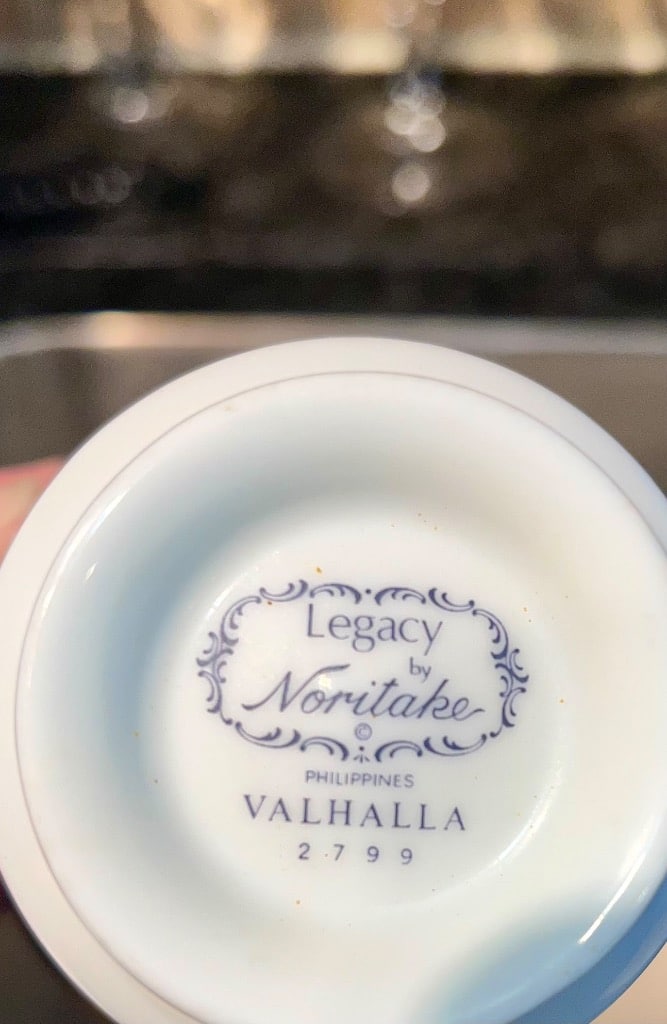 Legacy
by
Noritake
©
PHILIPPINES
VALHALLA
2799